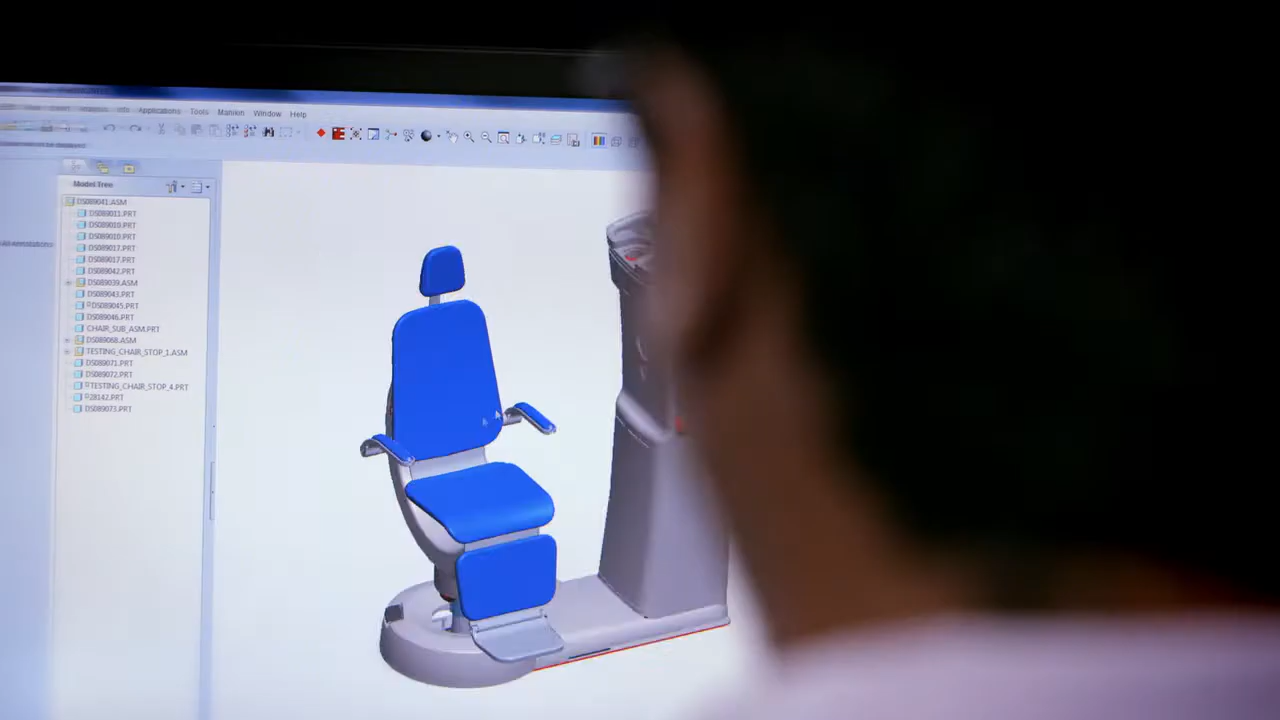 Applications Tools Manikin Window Help
Model Tree
DS089041.ASM
DS089011.PRT
DS089010.PRT
DS089010.PRT
DS089017.PRT
DS089017.PRT
DS089042.PRT
DS089039.ASM
DS089043.PRT
DS089045.PRT
DS089046.PRT
CHAIR_SUB_ASM.PRT
DS089068.ASM
TESTING_CHAIR_STOP_1.ASM
DS089071.PRT
DS089072.PRT
TESTING_CHAIR_STOP_4.PRT
28142.PRT
DS089073.PRT